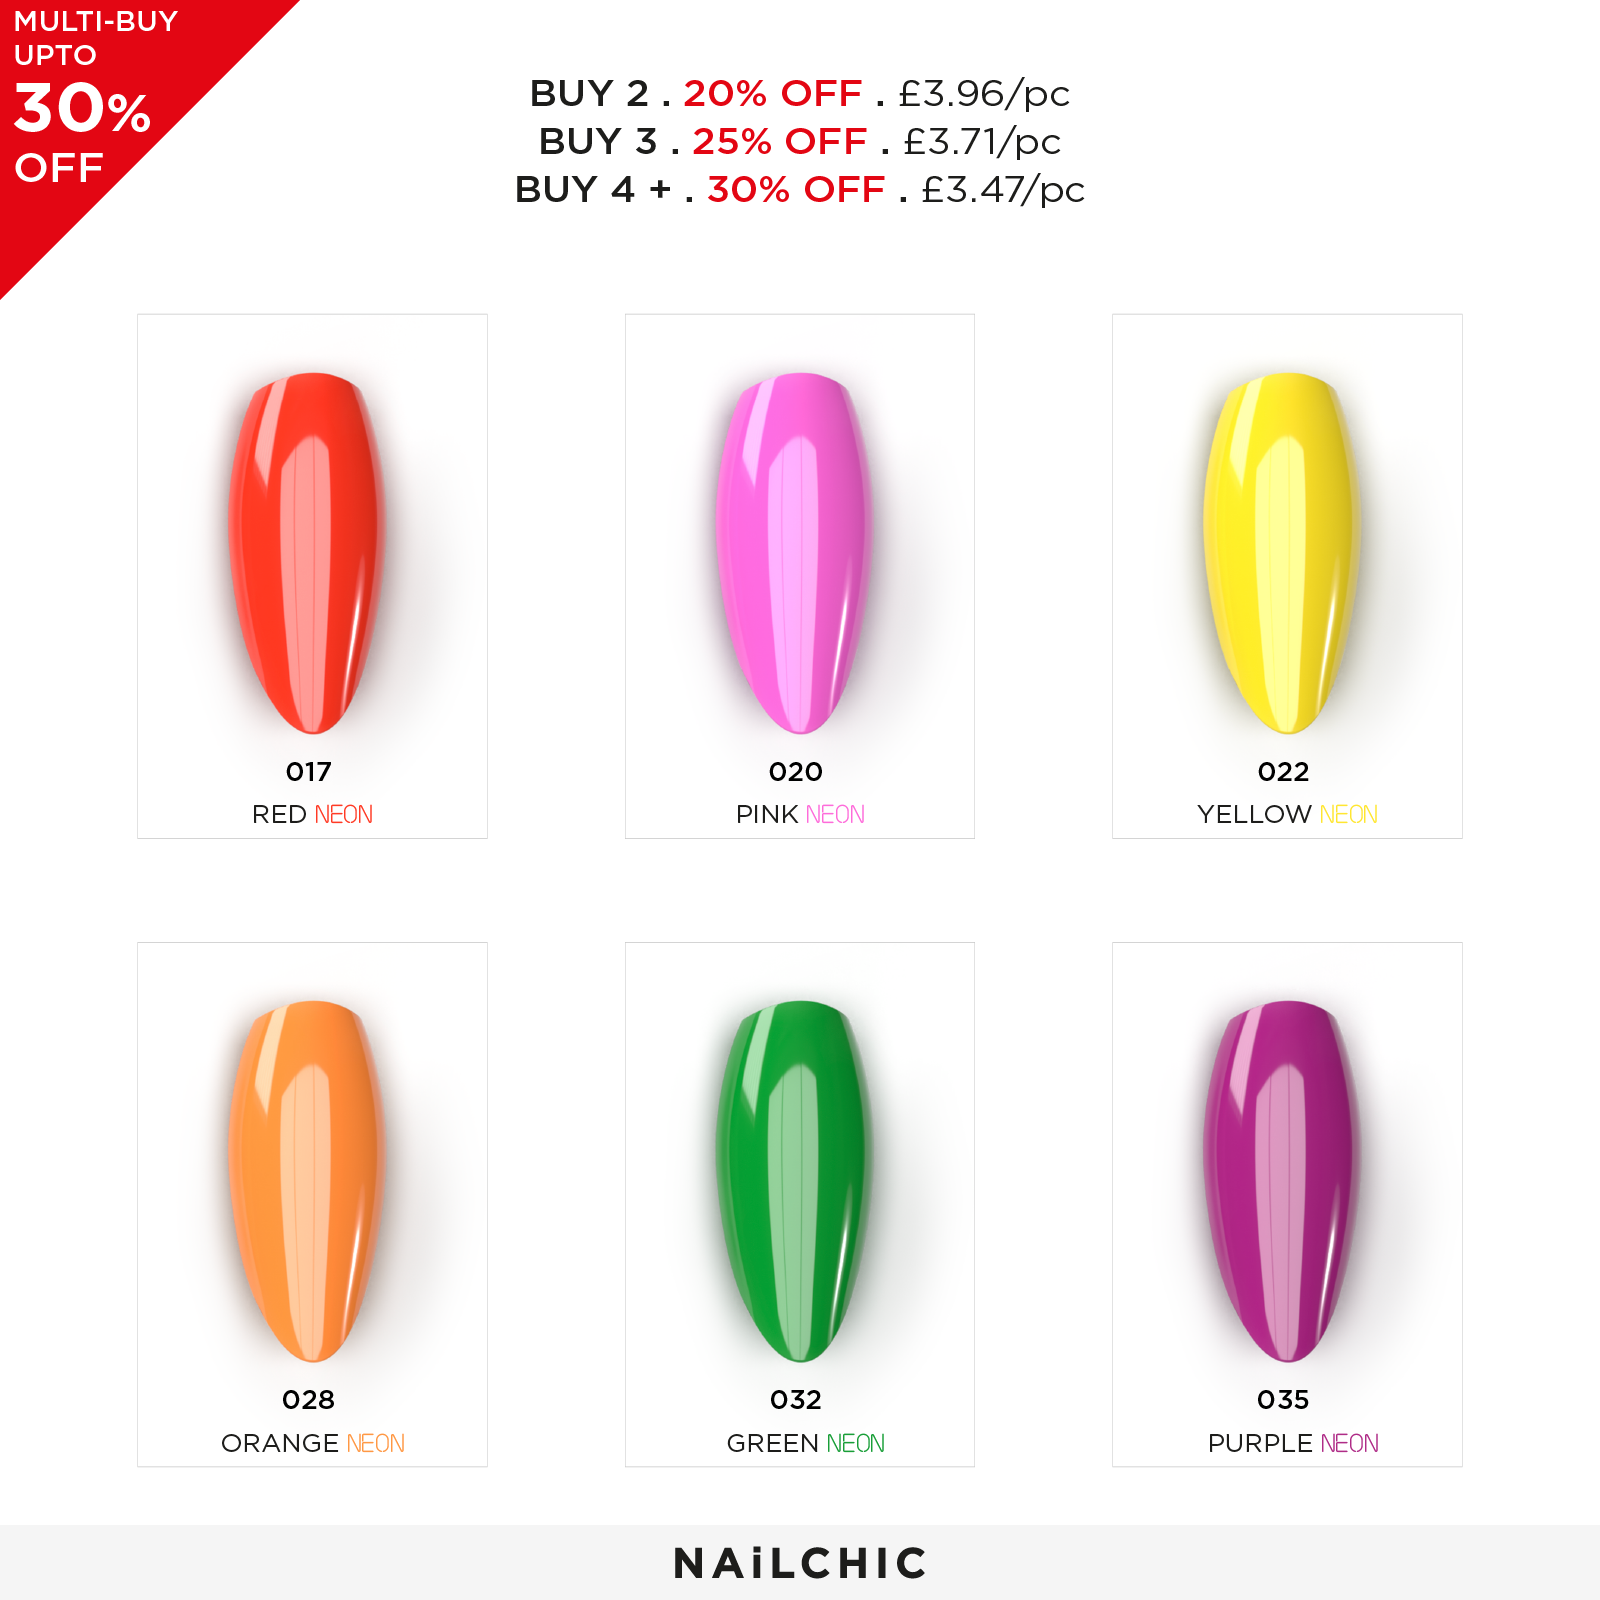 MULTI-BUY
UPTO
30%
OFF
BUY 2 . 20% OFF . £3.96/pc
BUY 3 . 25% OFF . £3.71/pc
BUY 4 + . 30% OFF . £3.47/pc
017
RED NEON
020
PINK NEON
022
YELLOW NEON
028
ORANGE NEON
032
GREEN NEON
035
PURPLE NEON
NAiLCHIC